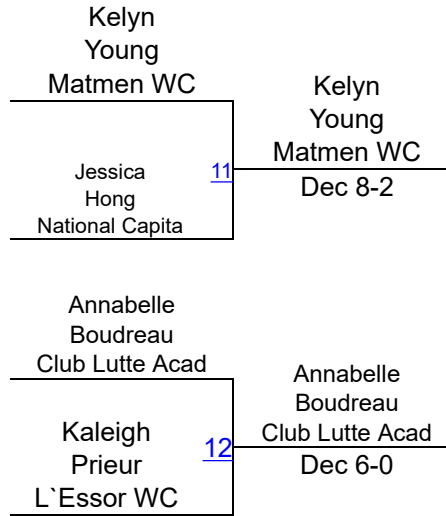 Kelyn
Young
Matmen WC
Jessica
Hong
National Capita
11
Kelyn
Young
Matmen WC
Dec 8-2
Annabelle
Boudreau
Club Lutte Acad
Kaleigh
Prieur
L`Essor WC
12
Annabelle
Boudreau
Club Lutte Acad
Dec 6-0